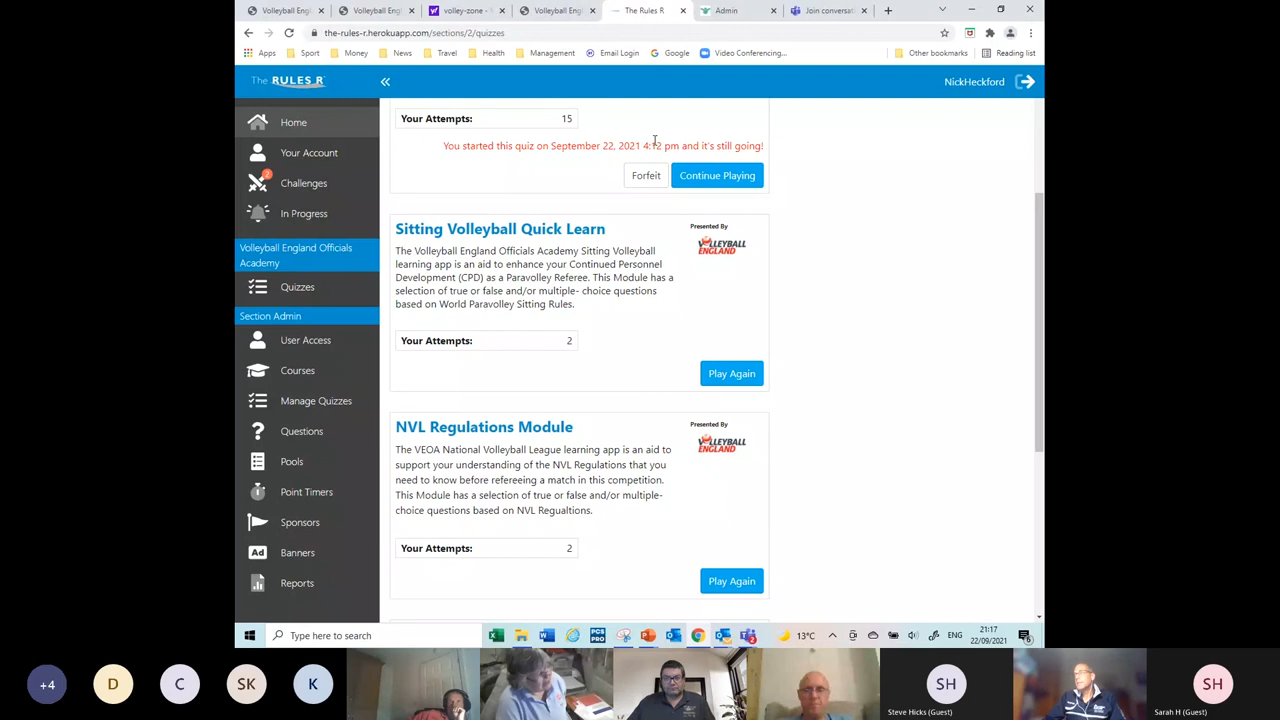 Volleyball Eng
Volleyball Eng
volley-zone -
Volleyball Eng
The Rules R
Admin
Join conversat
the-rules-r.herokuapp.com/sections/2/quizzes
Apps
Sport
Money
News
Travel
Health
Management
Email Login
Google
Video Conferencing...
Other bookmarks
Reading list
The RULES R
NickHeckford
Home
Your Account
2
Challenges
In Progress
Volleyball England Officials
Academy
Quizzes
Section Admin
User Access
Courses
Manage Quizzes
Questions
Pools
Point Timers
Sponsors
Ad
Banners
Reports
Your Attempts: 15
You started this quiz on September 22, 2021 4:12 pm and it's still going!
Forfeit
Continue Playing
Sitting Volleyball Quick Learn
Presented By
VOLLEYBALL
ENGLAND
The Volleyball England Officials Academy Sitting Volleyball
learning app is an aid to enhance your Continued Personnel
Development (CPD) as a Paravolley Referee. This Module has a
selection of true or false and/or multiple- choice questions
based on World Paravolley Sitting Rules.
Your Attempts: 2
Play Again
NVL Regulations Module
Presented By
VOLLEYBALL
ENGLAND
The VEOA National Volleyball League learning app is an aid to
support your understanding of the NVL Regulations that you
need to know before refereeing a match in this competition.
This Module has a selection of true or false and/or multiple-
choice questions based on NVL Regualtions.
Your Attempts: 2
Play Again
Type here to search
PCS
PRO
13°C
ENG
21:17
22/09/2021
+4
D
C
SK
K
SH
Steve Hicks (Guest)
SH
Sarah H (Guest)